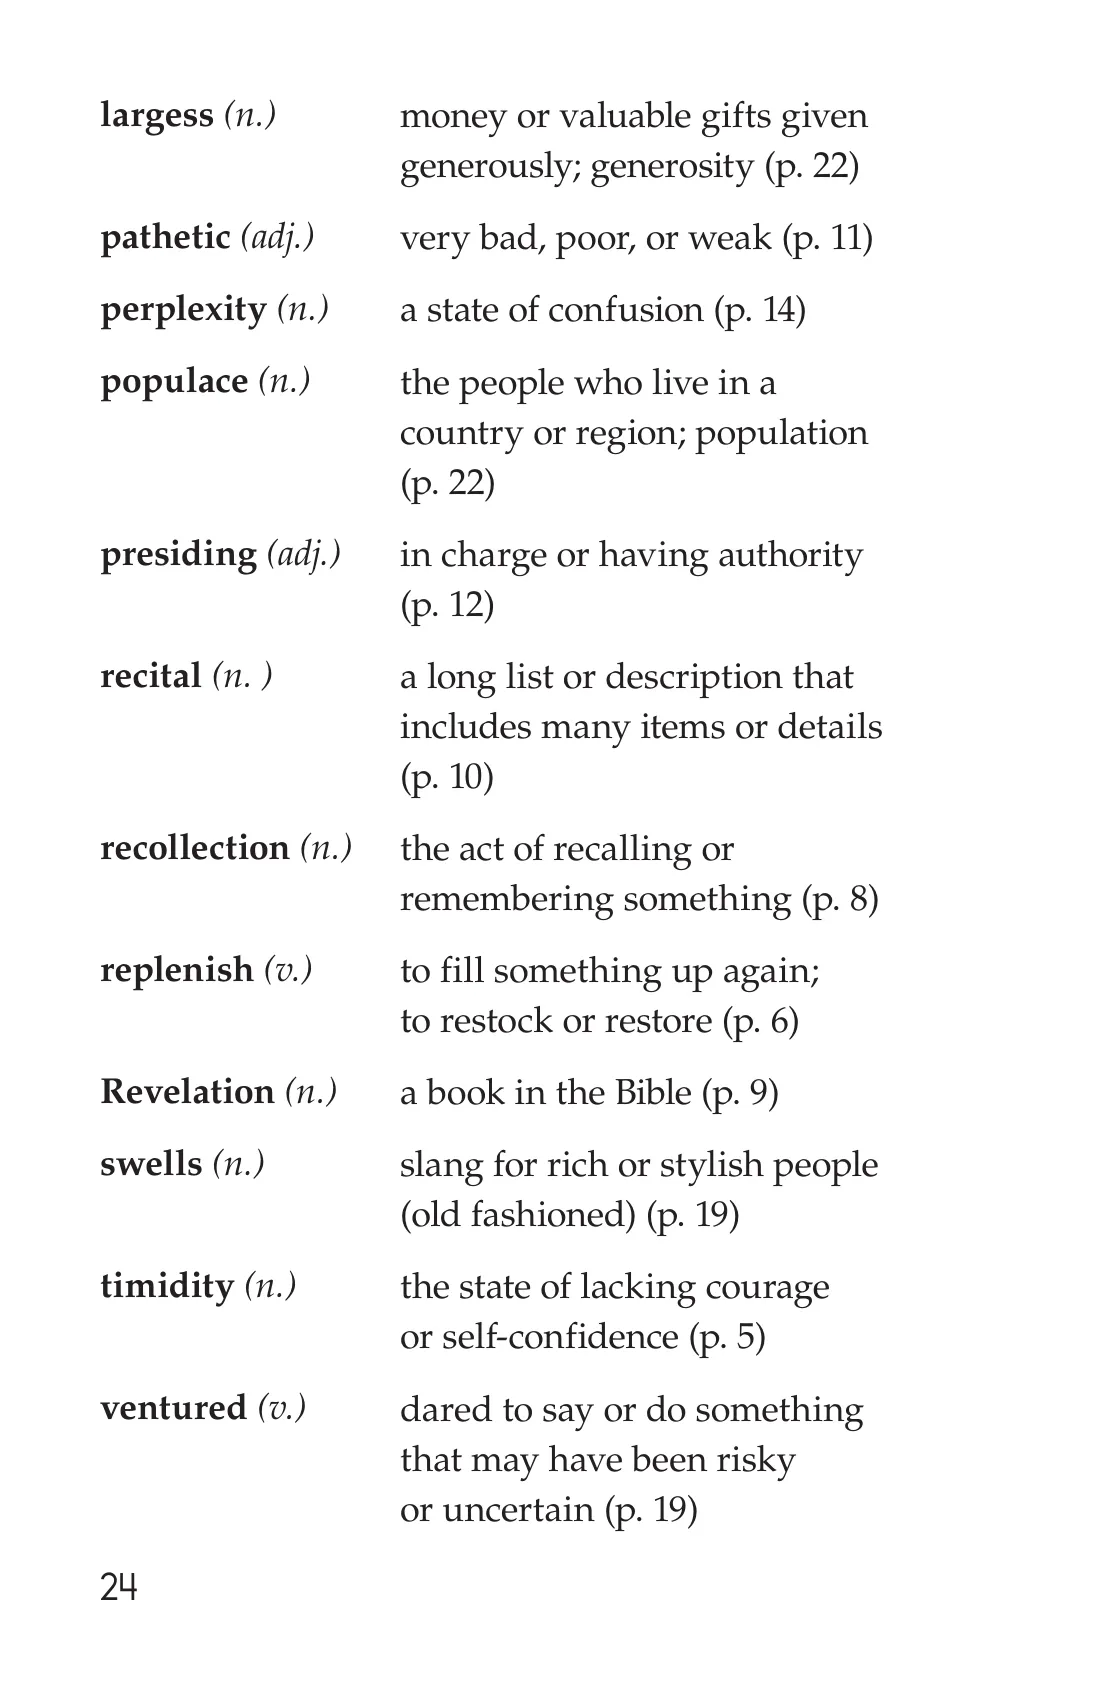 largess (n.) money or valuable gifts given
generously; generosity (p. 22)
pathetic (adj.) very bad, poor, or weak (p. 11)
perplexity (n.) a state of confusion (p. 14)
populace (n.) the people who live in a
country or region; population
(p. 22)
presiding (adj.) in charge or having authority
(p. 12)
recital (n. ) a long list or description that
includes many items or details
(p. 10)
recollection (n.) the act of recalling or
remembering something (p. 8)
replenish (v.) to fill something up again;
to restock or restore (p. 6)
Revelation (n.) a book in the Bible (p. 9)
swells (n.) slang for rich or stylish people
(old fashioned) (p. 19)
timidity (n.) the state of lacking courage
or self-confidence (p. 5)
ventured (v.) dared to say or do something
that may have been risky
or uncertain (p. 19)
24